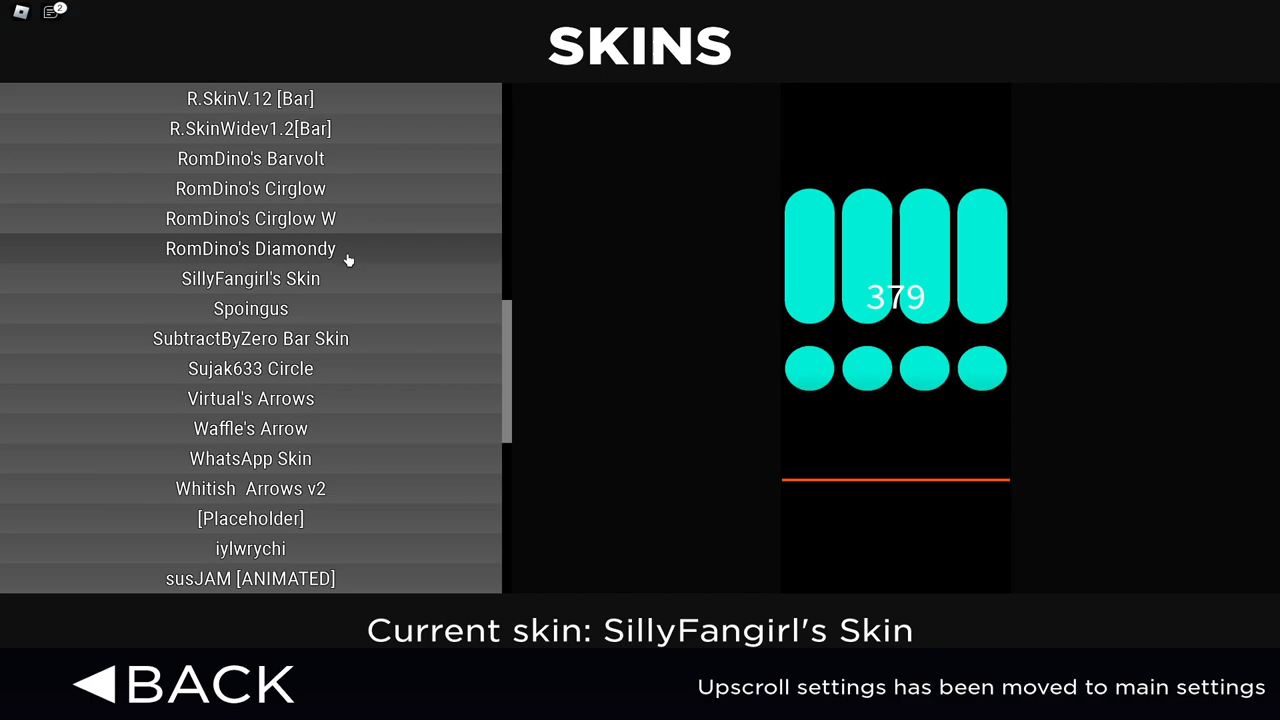 2
SKINS
R.SkinV.12 [Bar]
R.SkinWidev1.2[Bar]
RomDino's Barvolt
RomDino's Cirglow
RomDino's Cirglow W
RomDino's Diamondy
SillyFangirl's Skin
Spoingus
SubtractByZero Bar Skin
Sujak633 Circle
Virtual's Arrows
Waffle's Arrow
WhatsApp Skin
Whitish  Arrows v2
[Placeholder]
iylwrychi
susJAM [ANIMATED]
379
Current skin: SillyFangirl's Skin
BACK
Upscroll settings has been moved to main settings